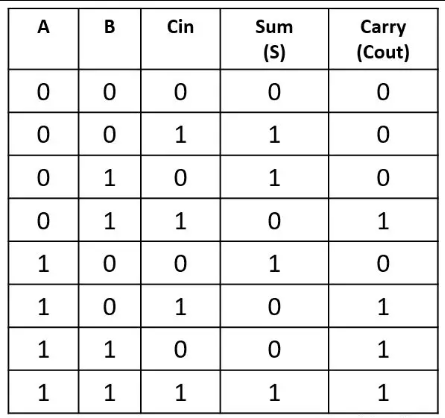 A B Cin Sum (S) Carry (Cout)
0 0 0 0 0
0 0 1 1 0
0 1 0 1 0
0 1 1 0 1
1 0 0 1 0
1 0 1 0 1
1 1 0 0 1
1 1 1 1 1